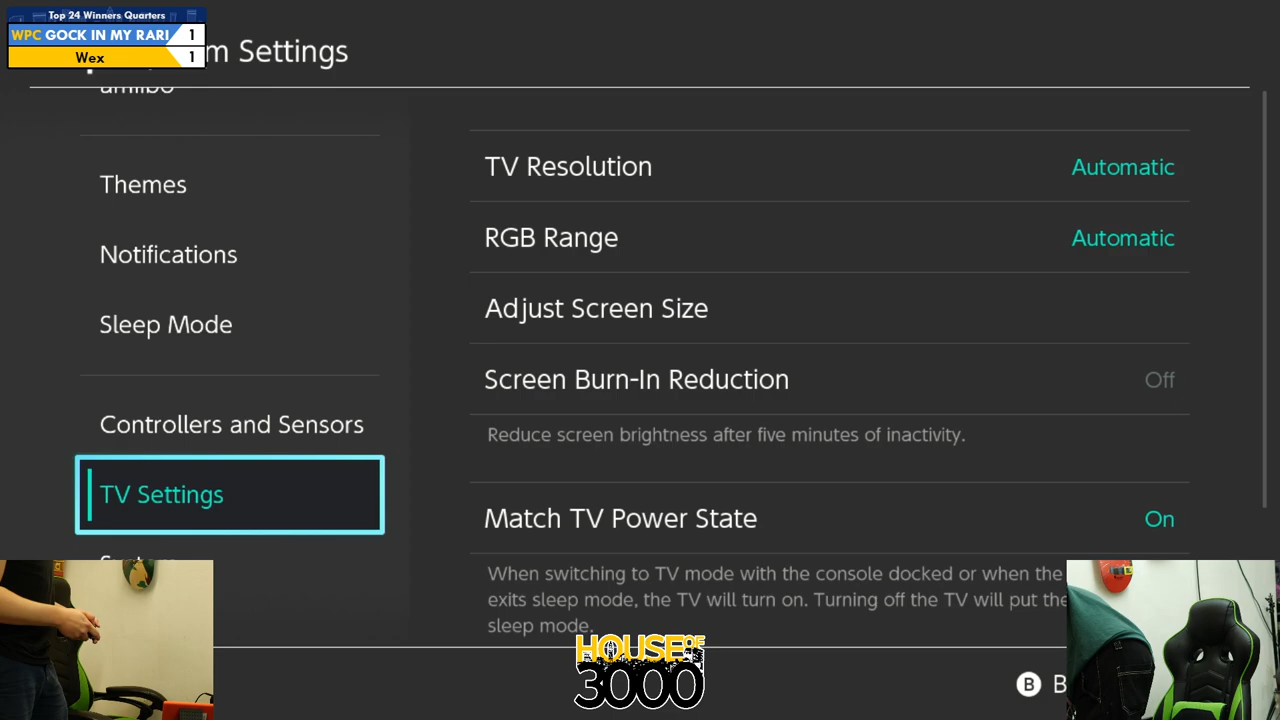 Top 24 Winners Quarters
WPC GOCK IN MY RARI 1
Wex 1
m Settings
amiibo
Themes
Notifications
Sleep Mode
Controllers and Sensors
TV Settings
TV Resolution Automatic
RGB Range Automatic
Adjust Screen Size
Screen Burn-In Reduction Off
Reduce screen brightness after five minutes of inactivity.
Match TV Power State On
When switching to TV mode with the console docked or when the
exits sleep mode, the TV will turn on. Turning off the TV will put the
sleep mode.
HOUSE OF
3000
B B